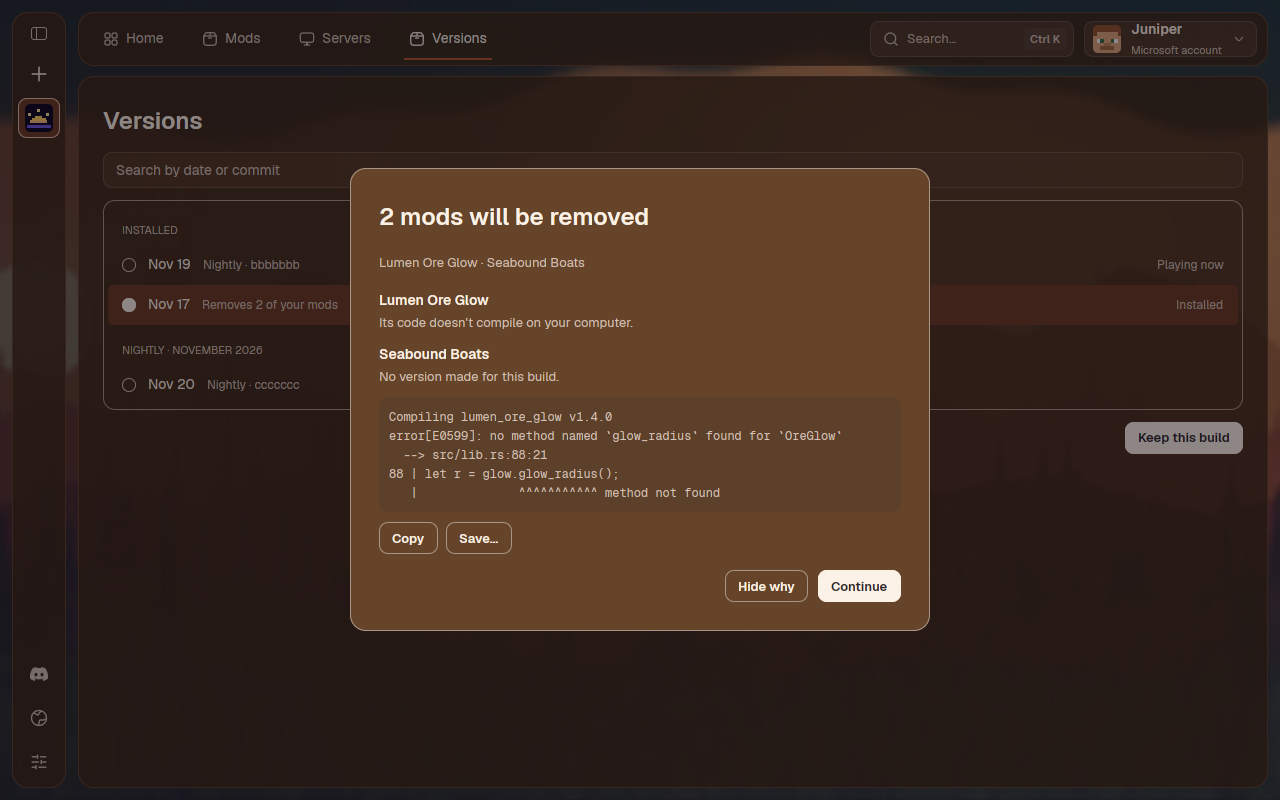 Home
Mods
Servers
Versions
Search...
Ctrl K
Juniper
Microsoft account
Versions
Search by date or commit
INSTALLED
Nov 19 Nightly · bbbbbbb
Playing now
Nov 17 Removes 2 of your mods
Installed
NIGHTLY · NOVEMBER 2026
Nov 20 Nightly · ccccccc
Keep this build
2 mods will be removed
Lumen Ore Glow · Seabound Boats
Lumen Ore Glow
Its code doesn't compile on your computer.
Seabound Boats
No version made for this build.
Compiling lumen_ore_glow v1.4.0
error[E0599]: no method named `glow_radius` found for `OreGlow`
  --> src/lib.rs:88:21
88 | let r = glow.glow_radius();
   |              ^^^^^^^^^^^ method not found
Copy
Save...
Hide why
Continue